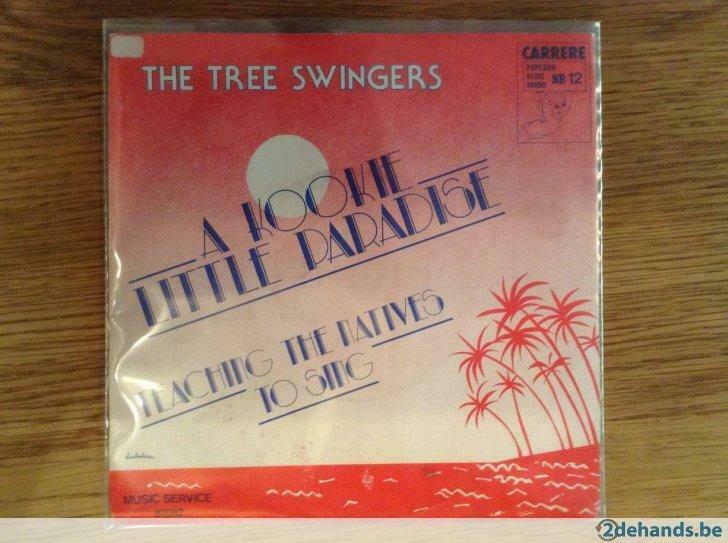 THE TREE SWINGERS
CARRERE
POPCORN
OLDIES
SOUND
NR 12
A KOOKIE
LITTLE PARADISE
TEACHING THE NATIVES
TO SING
MUSIC SERVICE
2dehands.be